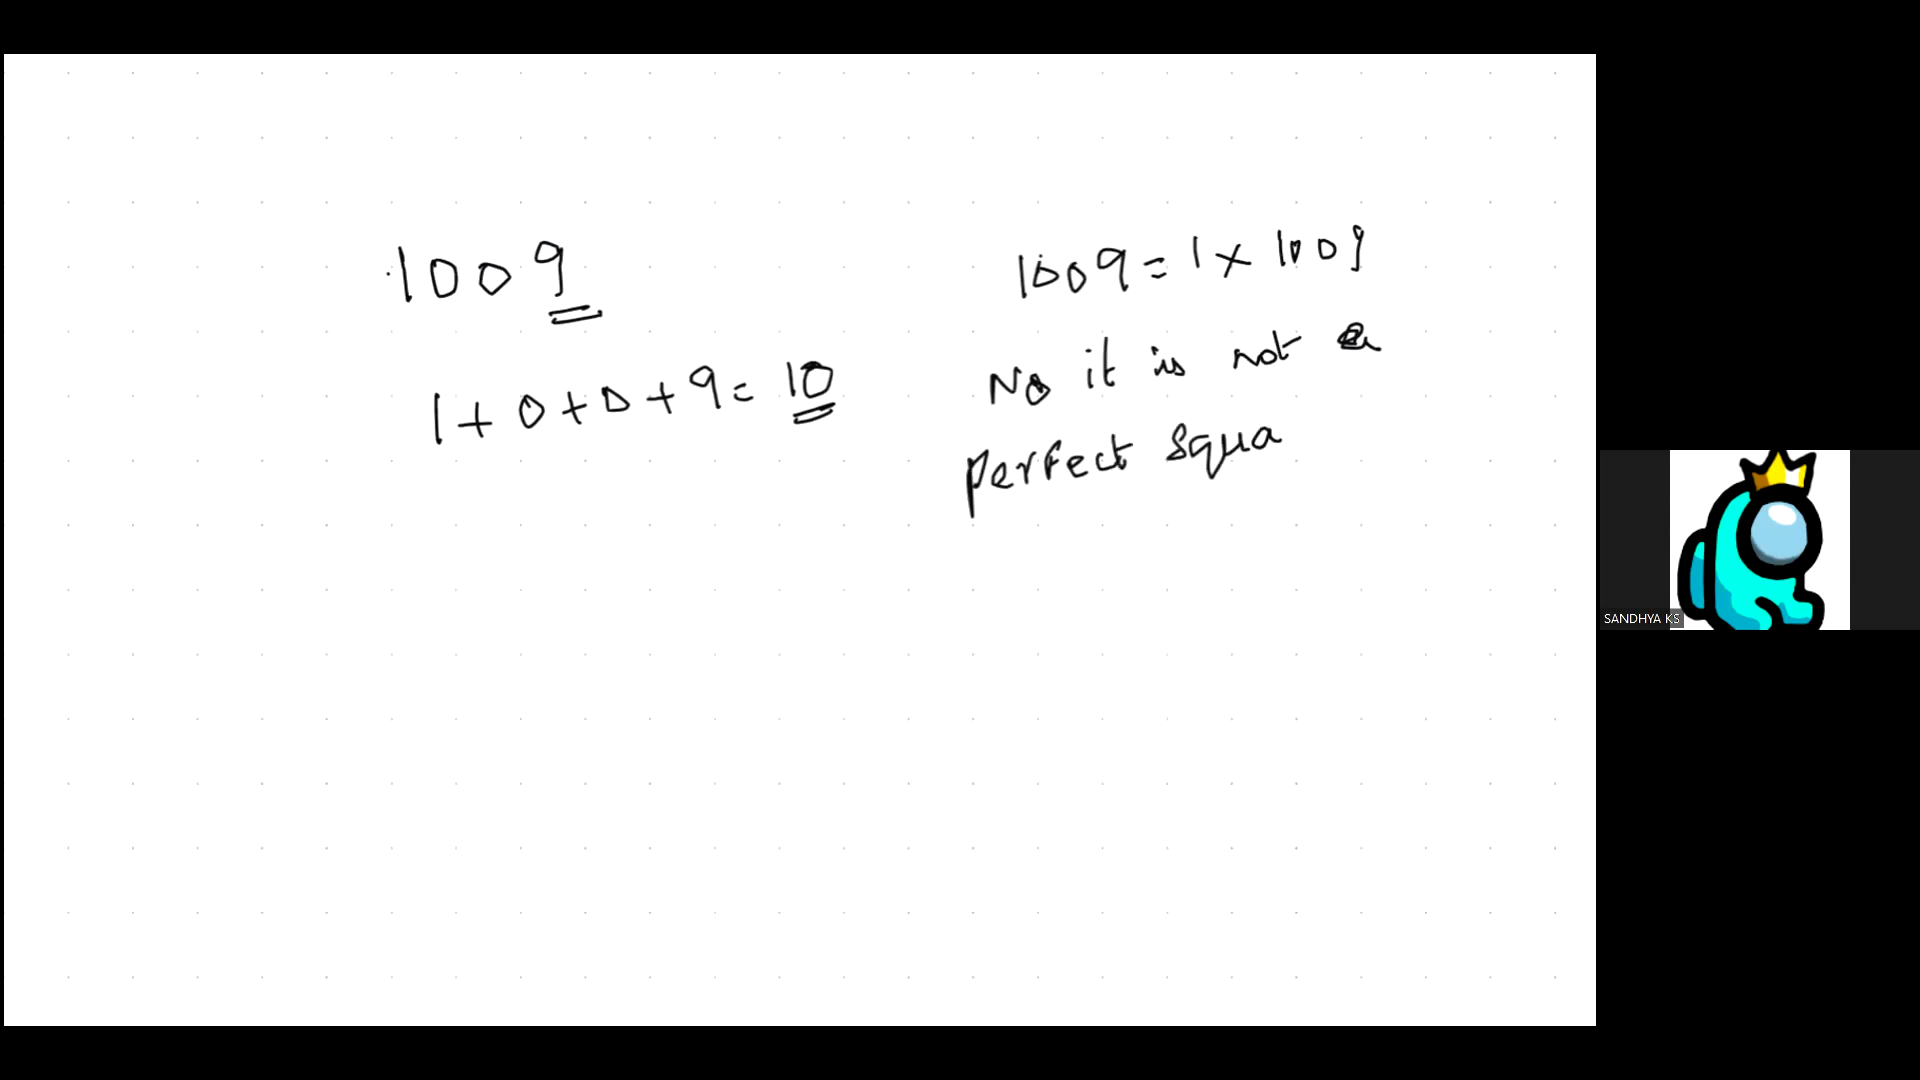 1009
1+0+0+9=10
1009=1×1009
No it is not a
perfect squa
SANDHYA KS